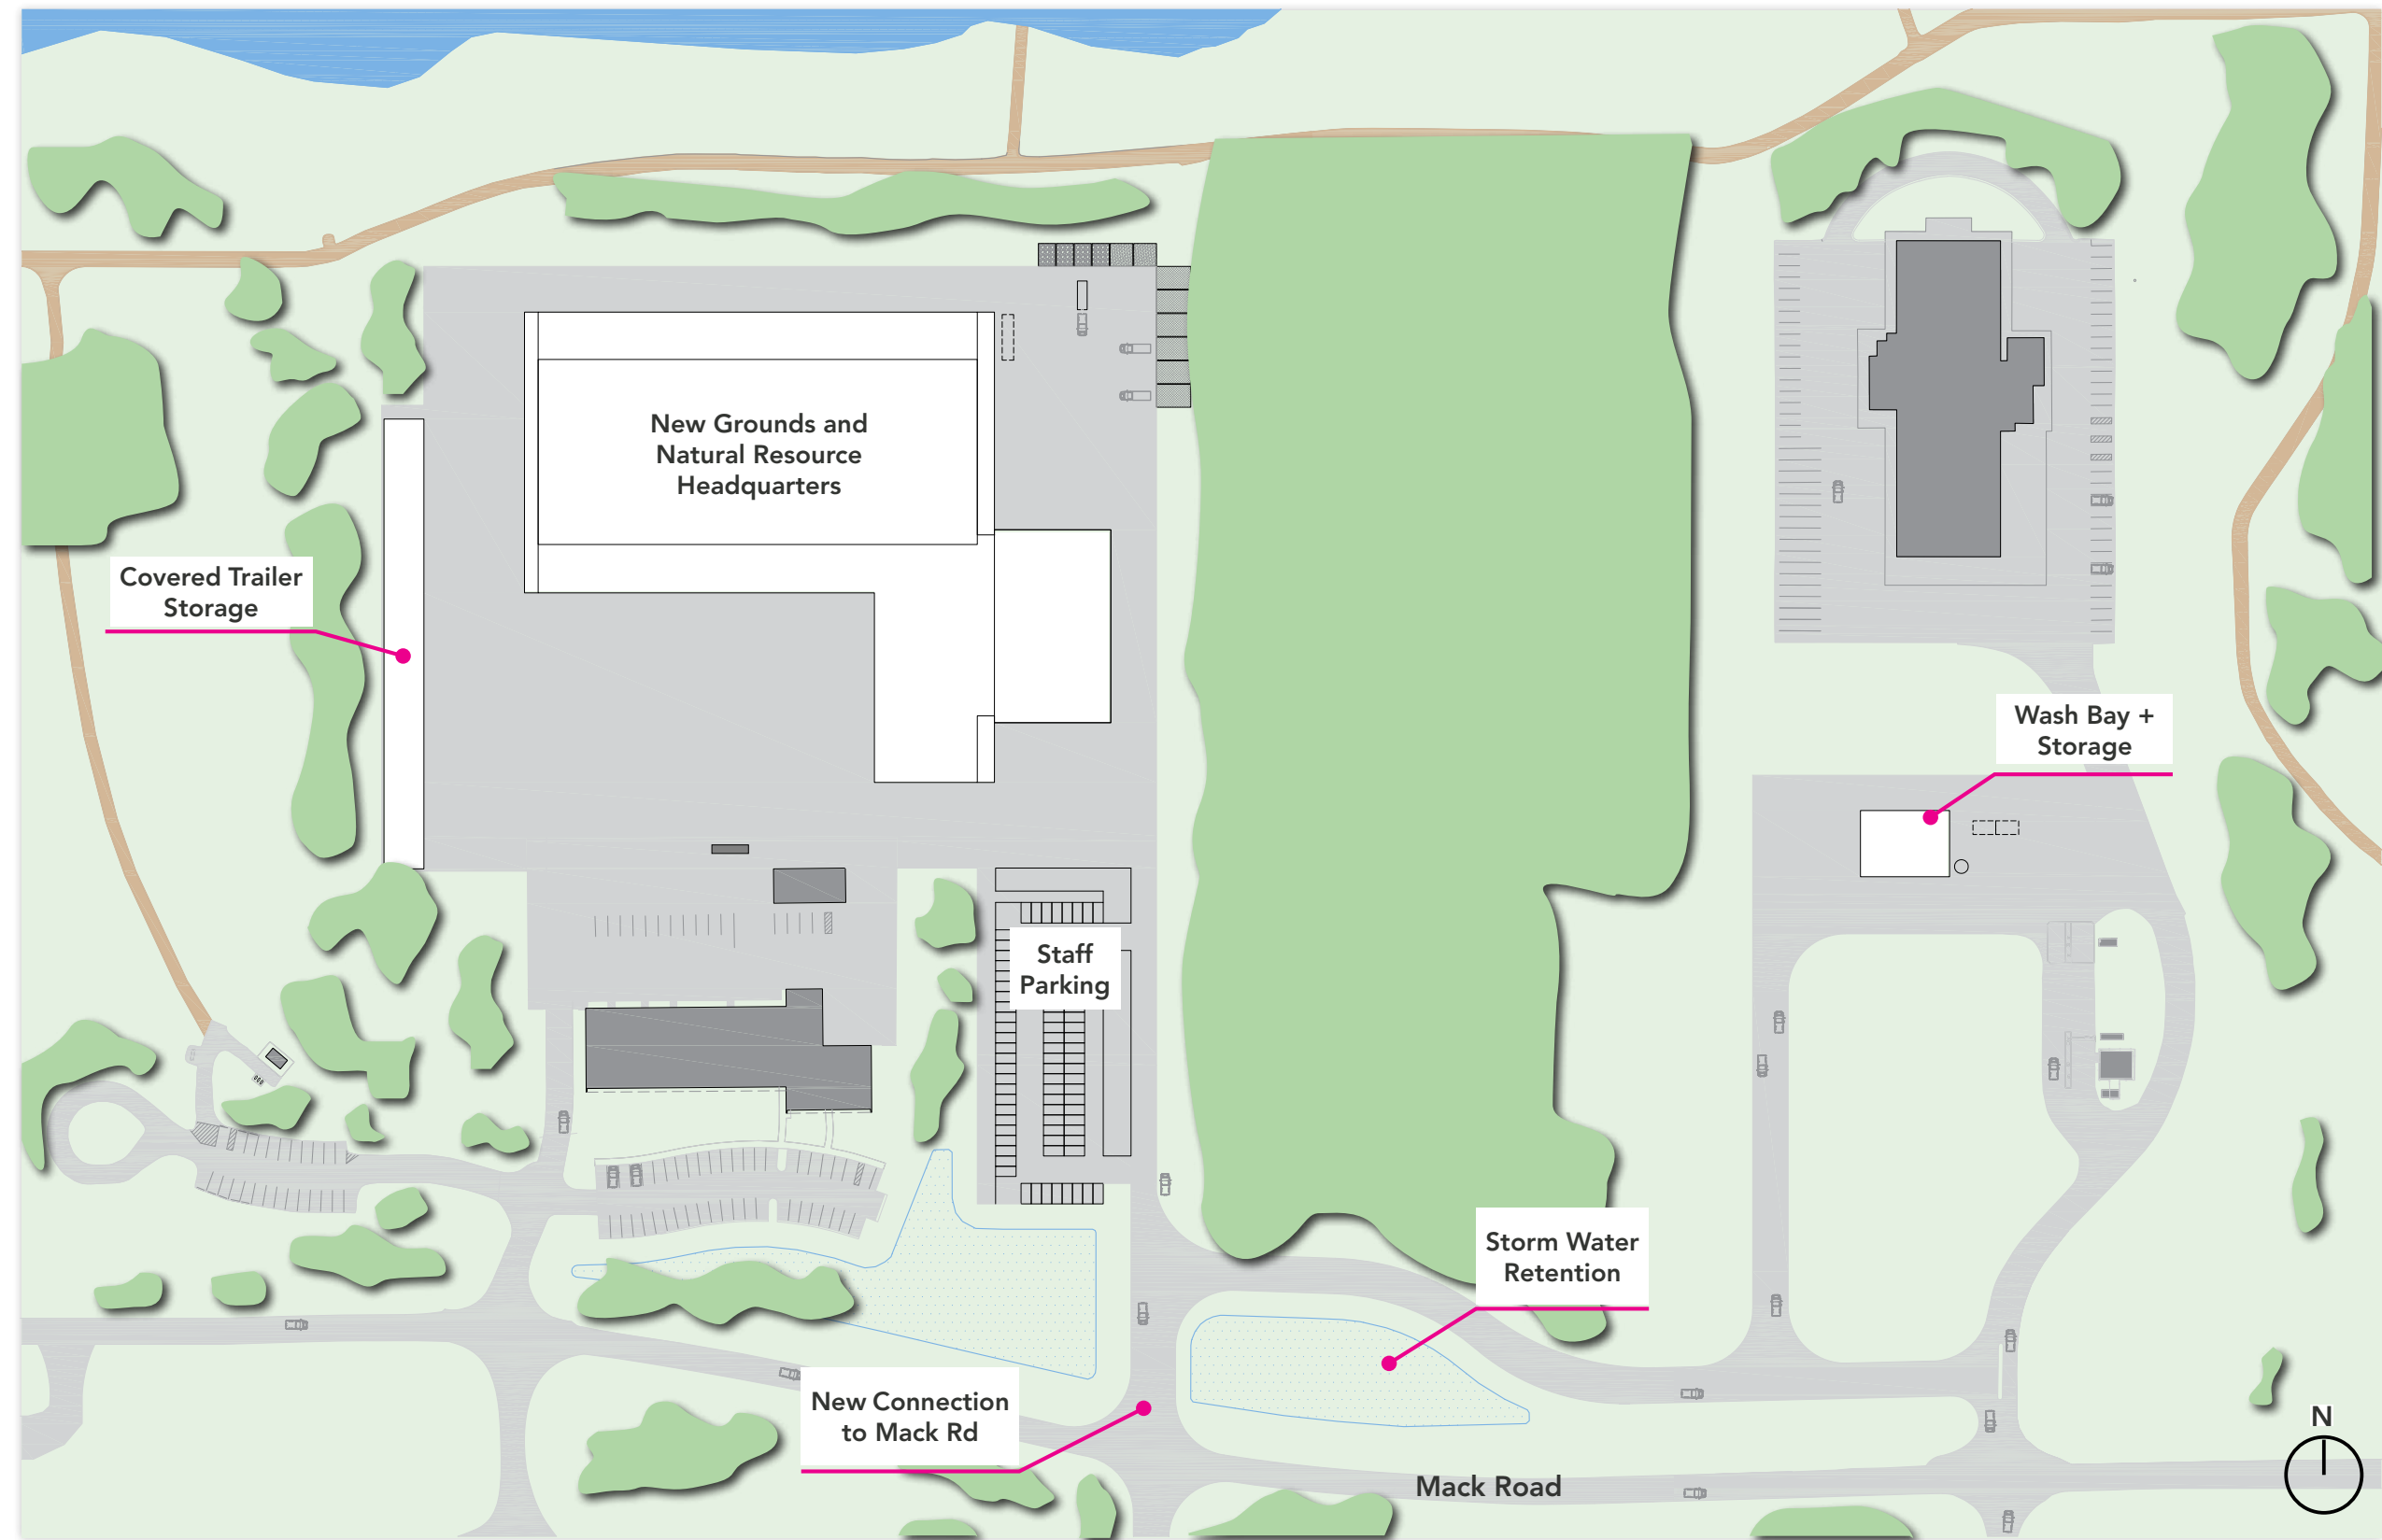 New Grounds and
Natural Resource
Headquarters
Covered Trailer
Storage
Wash Bay +
Storage
Staff
Parking
Storm Water
Retention
New Connection
to Mack Rd
Mack Road
N